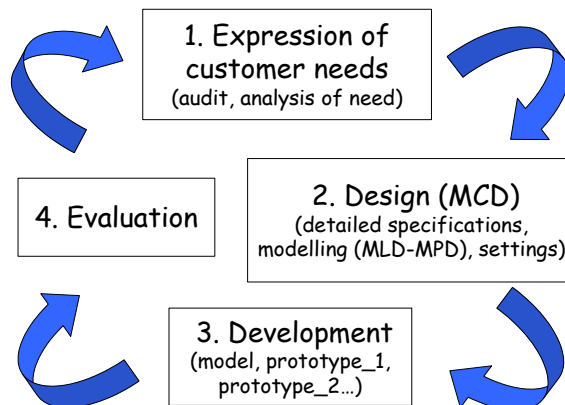 1. Expression of
customer needs
(audit, analysis of need)
2. Design (MCD)
(detailed specifications,
modelling (MLD-MPD), settings)
4. Evaluation
3. Development
(model, prototype_1,
prototype_2…)